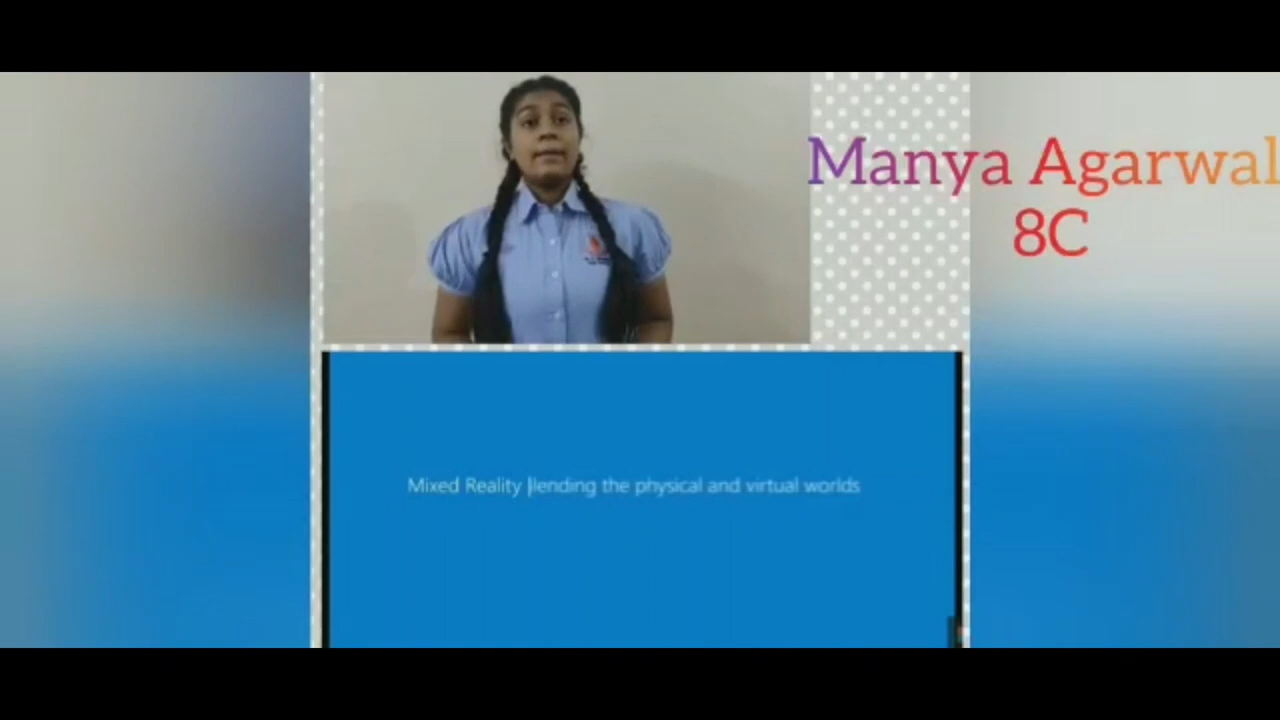 Manya Agarwal
8C
Mixed Reality lending the physical and virtual worlds